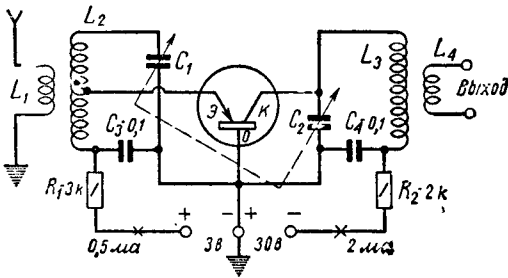 L₂
L₁
C₁
L₃
L₄
Выход
Э
К
О
C₂
C₃-0,1
C₄-0,1
R₁-3к
R₂-2к
+
-
+
-
0,5 ма
3в
30в
2 ма